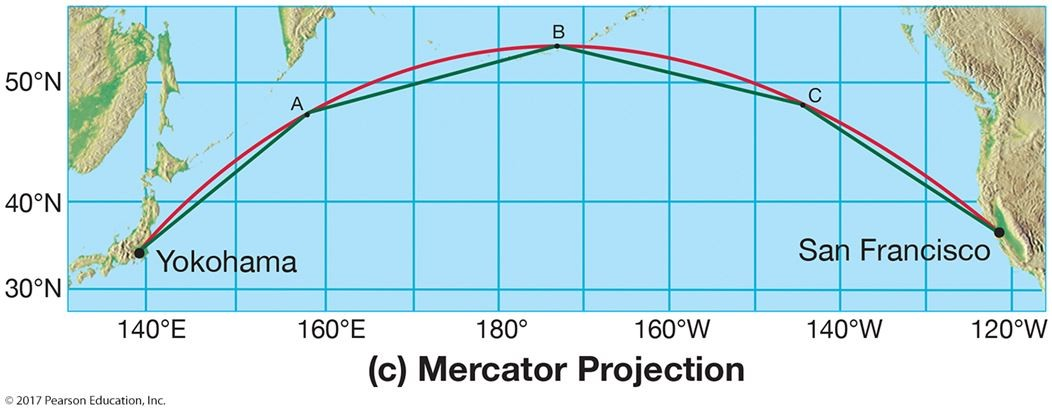 B
50°N
A
C
40°N
San Francisco
Yokohama
30°N
140°E 160°E 180° 160°W 140°W 120°W
(c) Mercator Projection
© 2017 Pearson Education, Inc.